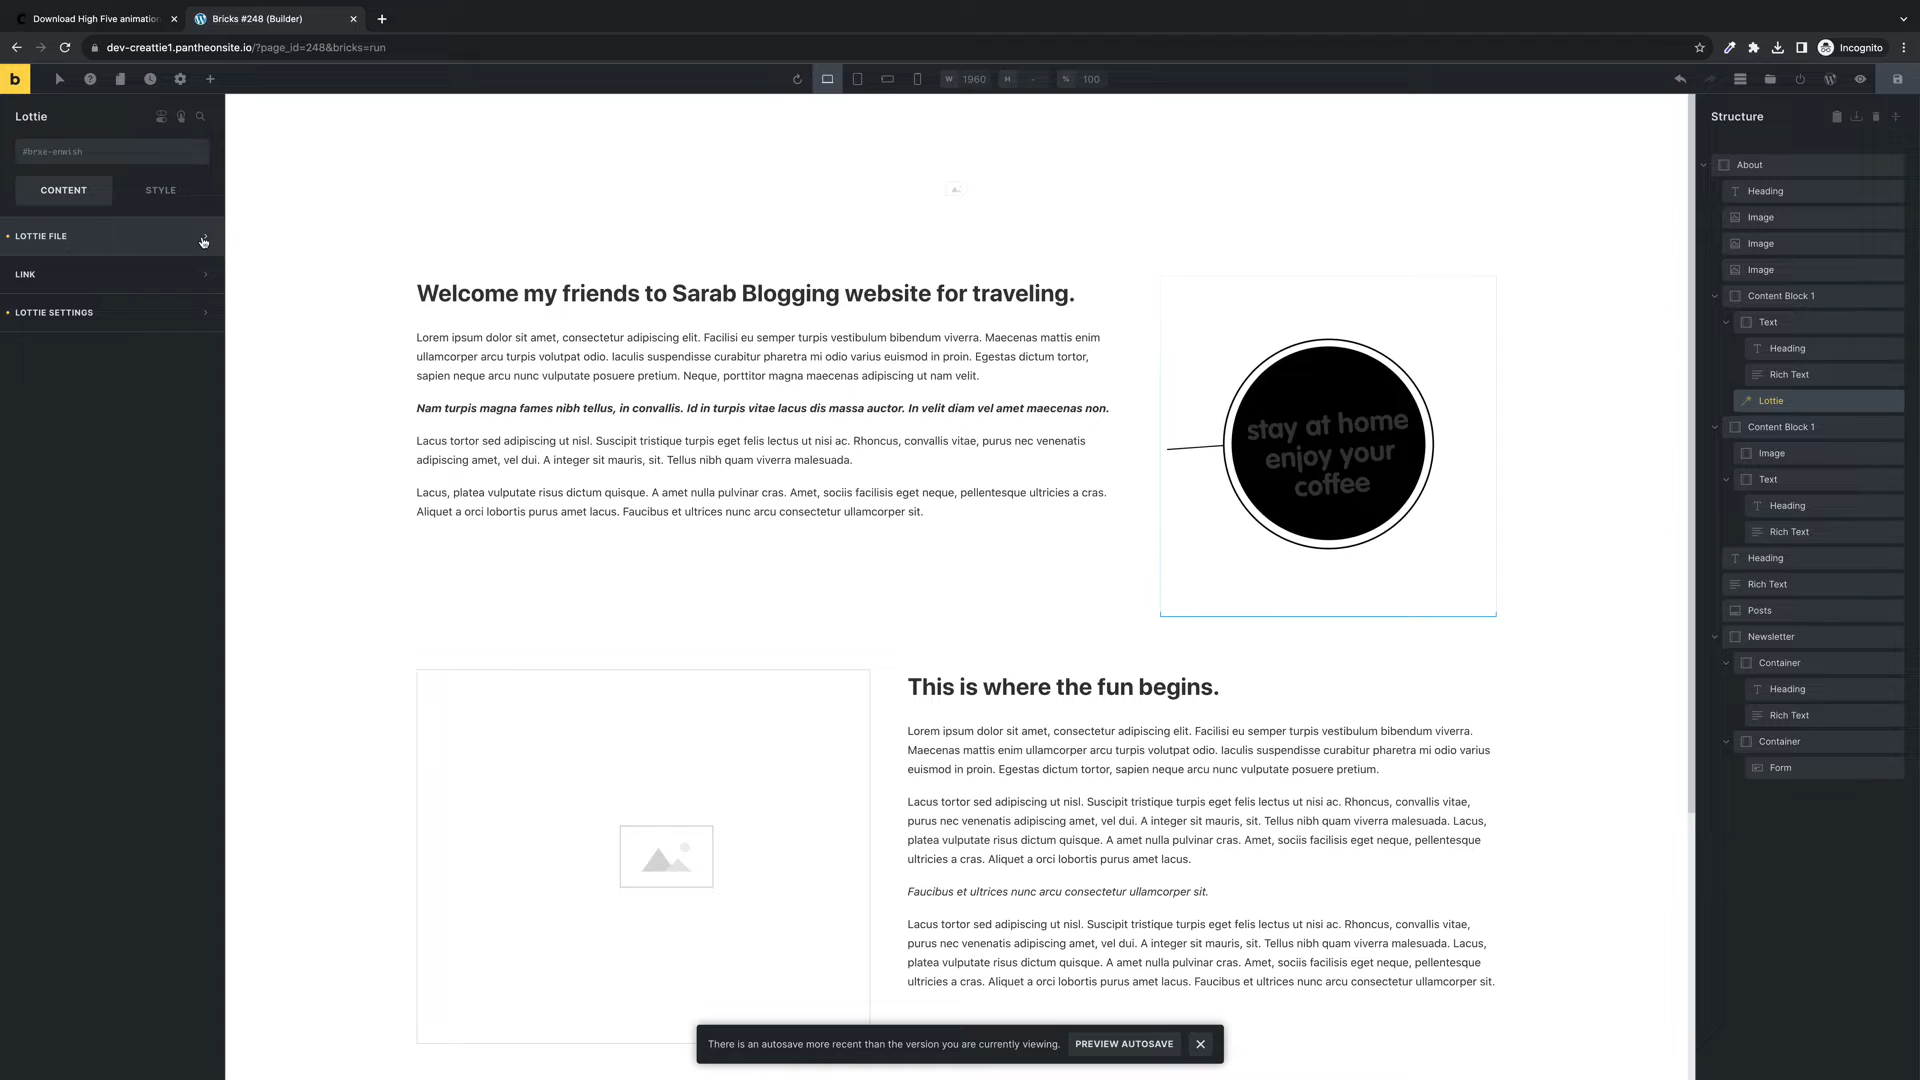 Download High Five animation
Bricks #248 (Builder)
dev-creattie1.pantheonsite.io/?page_id=248&bricks=run
Incognito
b
W 1960 H - % 100
Lottie
#brxe-enwish
CONTENT
STYLE
LOTTIE FILE
LINK
LOTTIE SETTINGS
Welcome my friends to Sarab Blogging website for traveling.
Lorem ipsum dolor sit amet, consectetur adipiscing elit. Facilisi eu semper turpis vestibulum bibendum viverra. Maecenas mattis enim
ullamcorper arcu turpis volutpat odio. Iaculis suspendisse curabitur pharetra mi odio varius euismod in proin. Egestas dictum tortor,
sapien neque arcu nunc vulputate posuere pretium. Neque, porttitor magna maecenas adipiscing ut nam velit.
Nam turpis magna fames nibh tellus, in convallis. Id in turpis vitae lacus dis massa auctor. In velit diam vel amet maecenas non.
Lacus tortor sed adipiscing ut nisl. Suscipit tristique turpis eget felis lectus ut nisi ac. Rhoncus, convallis vitae, purus nec venenatis
adipiscing amet, vel dui. A integer sit mauris, sit. Tellus nibh quam viverra malesuada.
Lacus, platea vulputate risus dictum quisque. A amet nulla pulvinar cras. Amet, sociis facilisis eget neque, pellentesque ultricies a cras.
Aliquet a orci lobortis purus amet lacus. Faucibus et ultrices nunc arcu consectetur ullamcorper sit.
stay at home
enjoy your
coffee
This is where the fun begins.
Lorem ipsum dolor sit amet, consectetur adipiscing elit. Facilisi eu semper turpis vestibulum bibendum viverra.
Maecenas mattis enim ullamcorper arcu turpis volutpat odio. Iaculis suspendisse curabitur pharetra mi odio varius
euismod in proin. Egestas dictum tortor, sapien neque arcu nunc vulputate posuere pretium.
Lacus tortor sed adipiscing ut nisl. Suscipit tristique turpis eget felis lectus ut nisi ac. Rhoncus, convallis vitae,
purus nec venenatis adipiscing amet, vel dui. A integer sit mauris, sit. Tellus nibh quam viverra malesuada. Lacus,
platea vulputate risus dictum quisque. A amet nulla pulvinar cras. Amet, sociis facilisis eget neque, pellentesque
ultricies a cras. Aliquet a orci lobortis purus amet lacus.
Faucibus et ultrices nunc arcu consectetur ullamcorper sit.
Lacus tortor sed adipiscing ut nisl. Suscipit tristique turpis eget felis lectus ut nisi ac. Rhoncus, convallis vitae,
purus nec venenatis adipiscing amet, vel dui. A integer sit mauris, sit. Tellus nibh quam viverra malesuada. Lacus,
platea vulputate risus dictum quisque. A amet nulla pulvinar cras. Amet, sociis facilisis eget neque, pellentesque
ultricies a cras. Aliquet a orci lobortis purus amet lacus. Faucibus et ultrices nunc arcu consectetur ullamcorper sit.
There is an autosave more recent than the version you are currently viewing.
PREVIEW AUTOSAVE
Structure
About
Heading
Image
Image
Image
Content Block 1
Text
Heading
Rich Text
Lottie
Content Block 1
Image
Text
Heading
Rich Text
Heading
Rich Text
Posts
Newsletter
Container
Heading
Rich Text
Container
Form